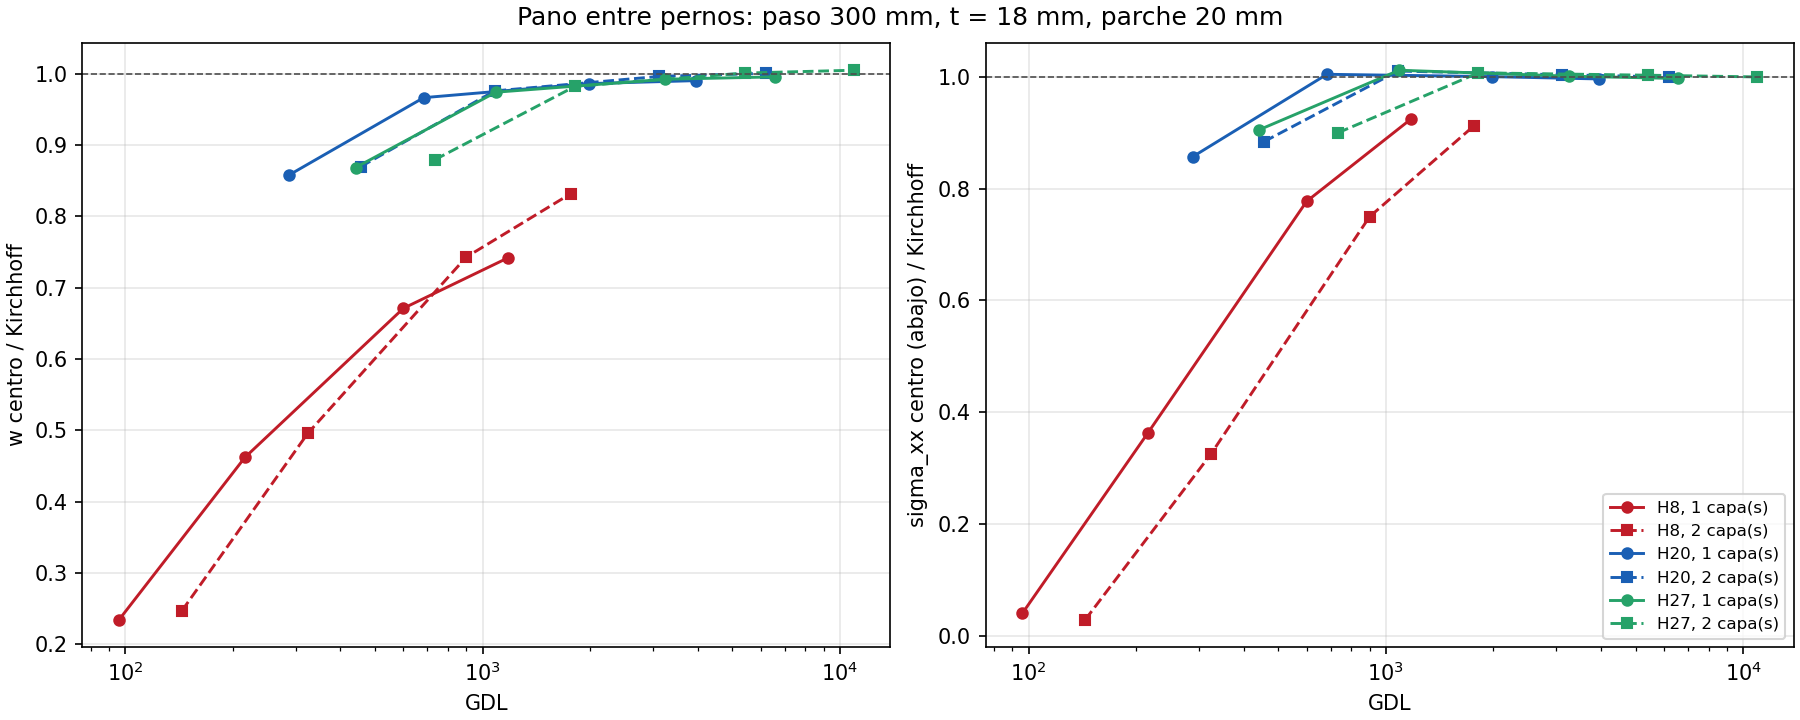 Pano entre pernos: paso 300 mm, t = 18 mm, parche 20 mm
w centro / Kirchhoff
1.0
0.9
0.8
0.7
0.6
0.5
0.4
0.3
0.2
10²
10³
10⁴
GDL
sigma_xx centro (abajo) / Kirchhoff
1.0
0.8
0.6
0.4
0.2
0.0
10²
10³
10⁴
GDL
H8, 1 capa(s)
H8, 2 capa(s)
H20, 1 capa(s)
H20, 2 capa(s)
H27, 1 capa(s)
H27, 2 capa(s)